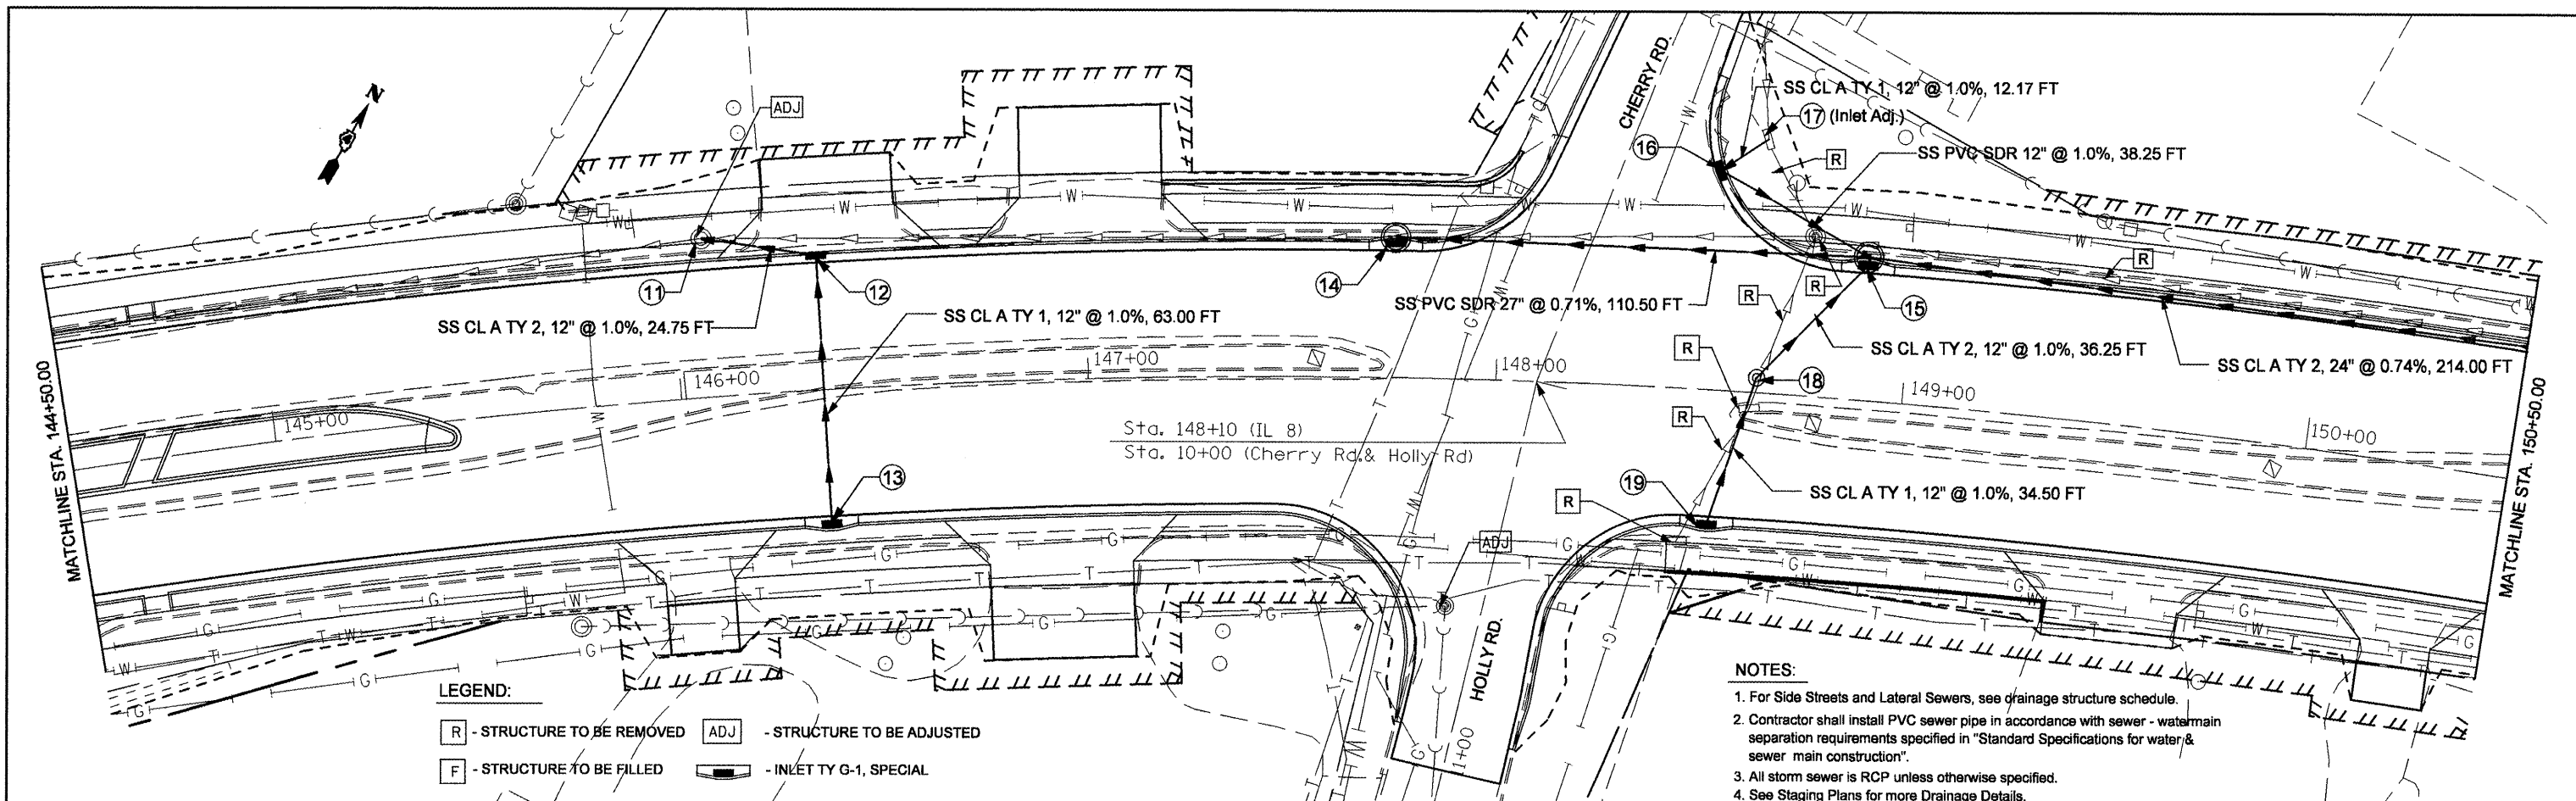 N
ADJ
CHERRY RD.
SS CL A TY 1, 12" @ 1.0%, 12.17 FT
17 (Inlet Adj.)
16
R
SS PVC SDR 12" @ 1.0%, 38.25 FT
W W W W W W W
11
12
14
SS PVC SDR 27" @ 0.71%, 110.50 FT
R
R
R
15
SS CL A TY 2, 12" @ 1.0%, 24.75 FT
SS CL A TY 1, 12" @ 1.0%, 63.00 FT
SS CL A TY 2, 12" @ 1.0%, 36.25 FT
SS CL A TY 2, 24" @ 0.74%, 214.00 FT
R
18
145+00
146+00
147+00
148+00
149+00
150+00
MATCHLINE STA. 144+50.00
MATCHLINE STA. 150+50.00
Sta. 148+10 (IL 8)
Sta. 10+00 (Cherry Rd.& Holly Rd)
R
13
19
SS CL A TY 1, 12" @ 1.0%, 34.50 FT
R
ADJ
HOLLY RD.
1+00
LEGEND:
R - STRUCTURE TO BE REMOVED ADJ - STRUCTURE TO BE ADJUSTED
F - STRUCTURE TO BE FILLED - INLET TY G-1, SPECIAL
NOTES:
1. For Side Streets and Lateral Sewers, see drainage structure schedule.
2. Contractor shall install PVC sewer pipe in accordance with sewer - watermain
separation requirements specified in "Standard Specifications for water &
sewer main construction".
3. All storm sewer is RCP unless otherwise specified.
4. See Staging Plans for more Drainage Details.